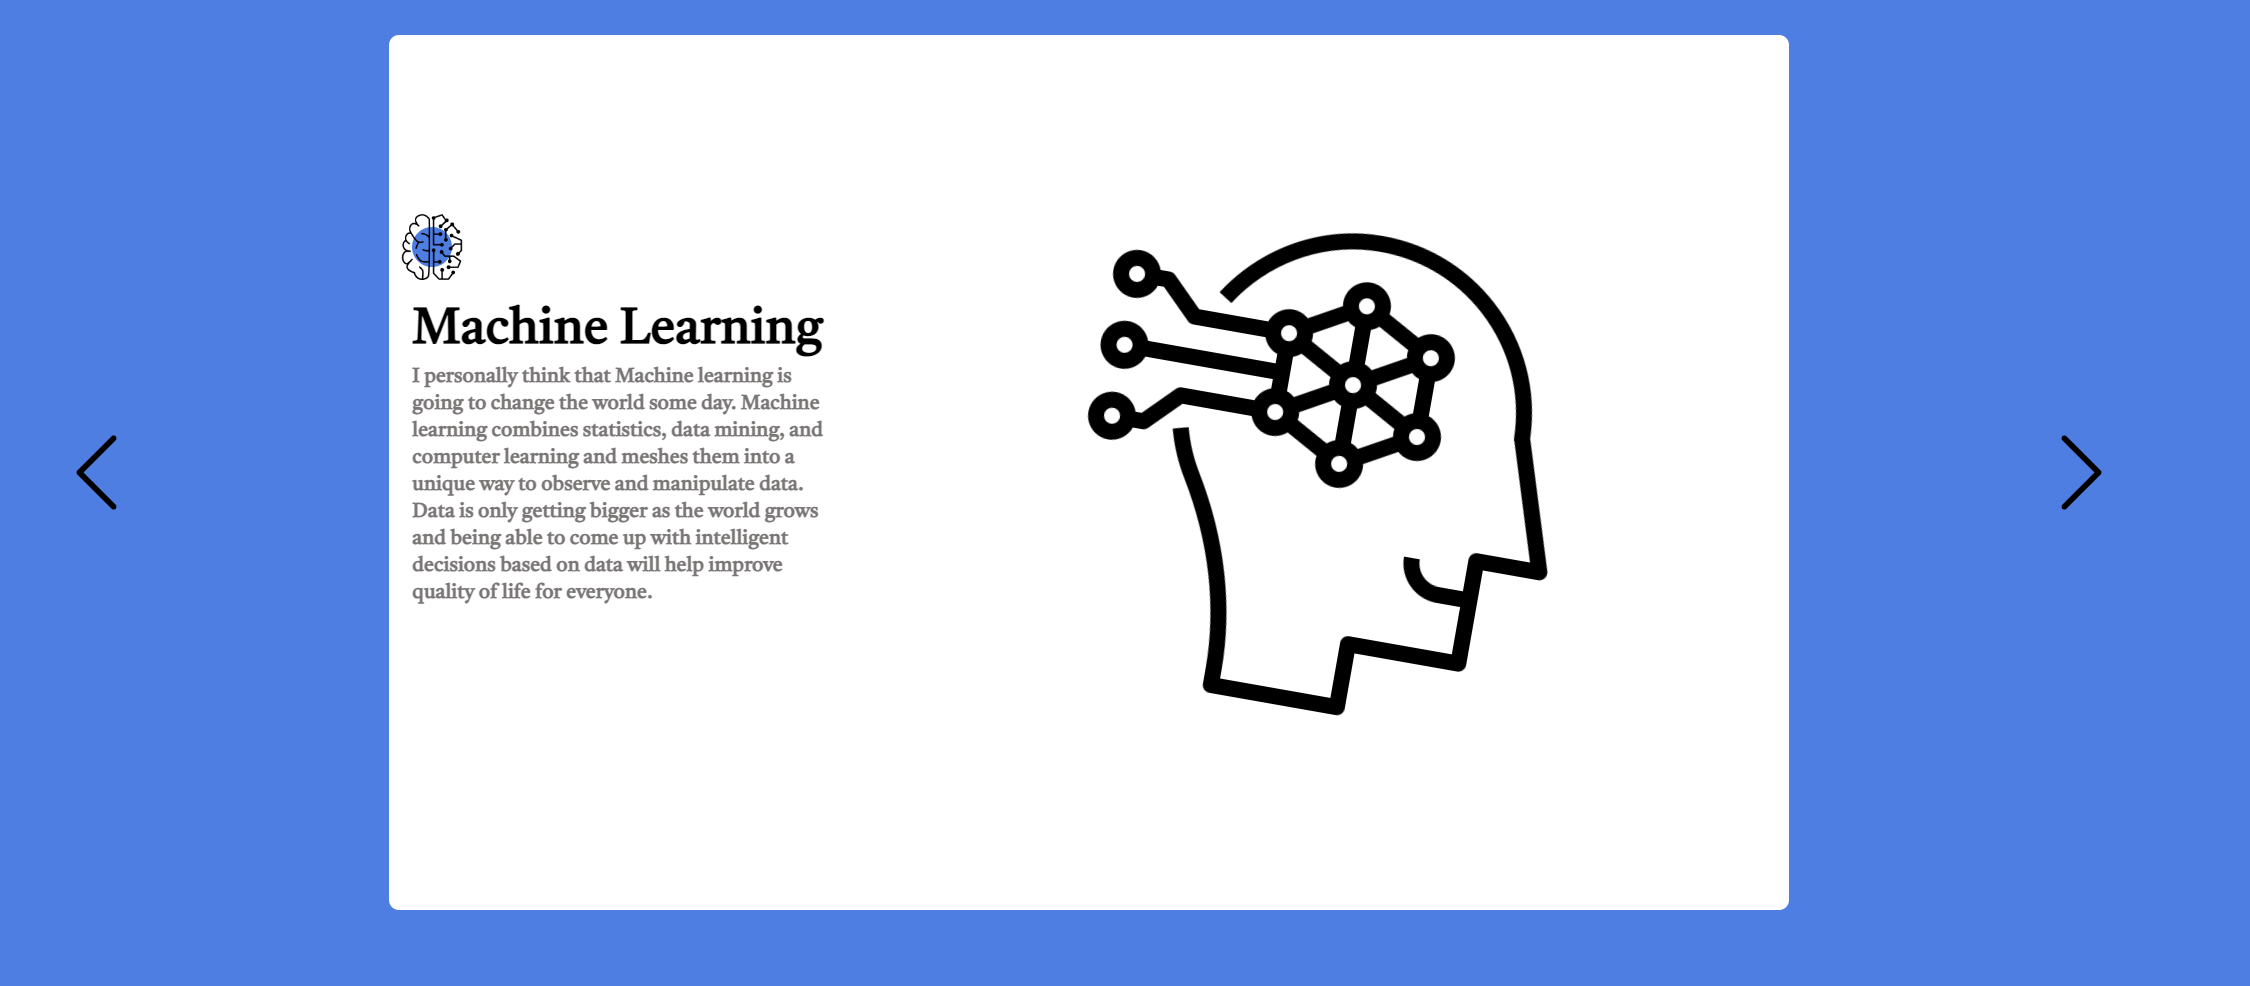 Machine Learning
I personally think that Machine learning is
going to change the world some day. Machine
learning combines statistics, data mining, and
computer learning and meshes them into a
unique way to observe and manipulate data.
Data is only getting bigger as the world grows
and being able to come up with intelligent
decisions based on data will help improve
quality of life for everyone.